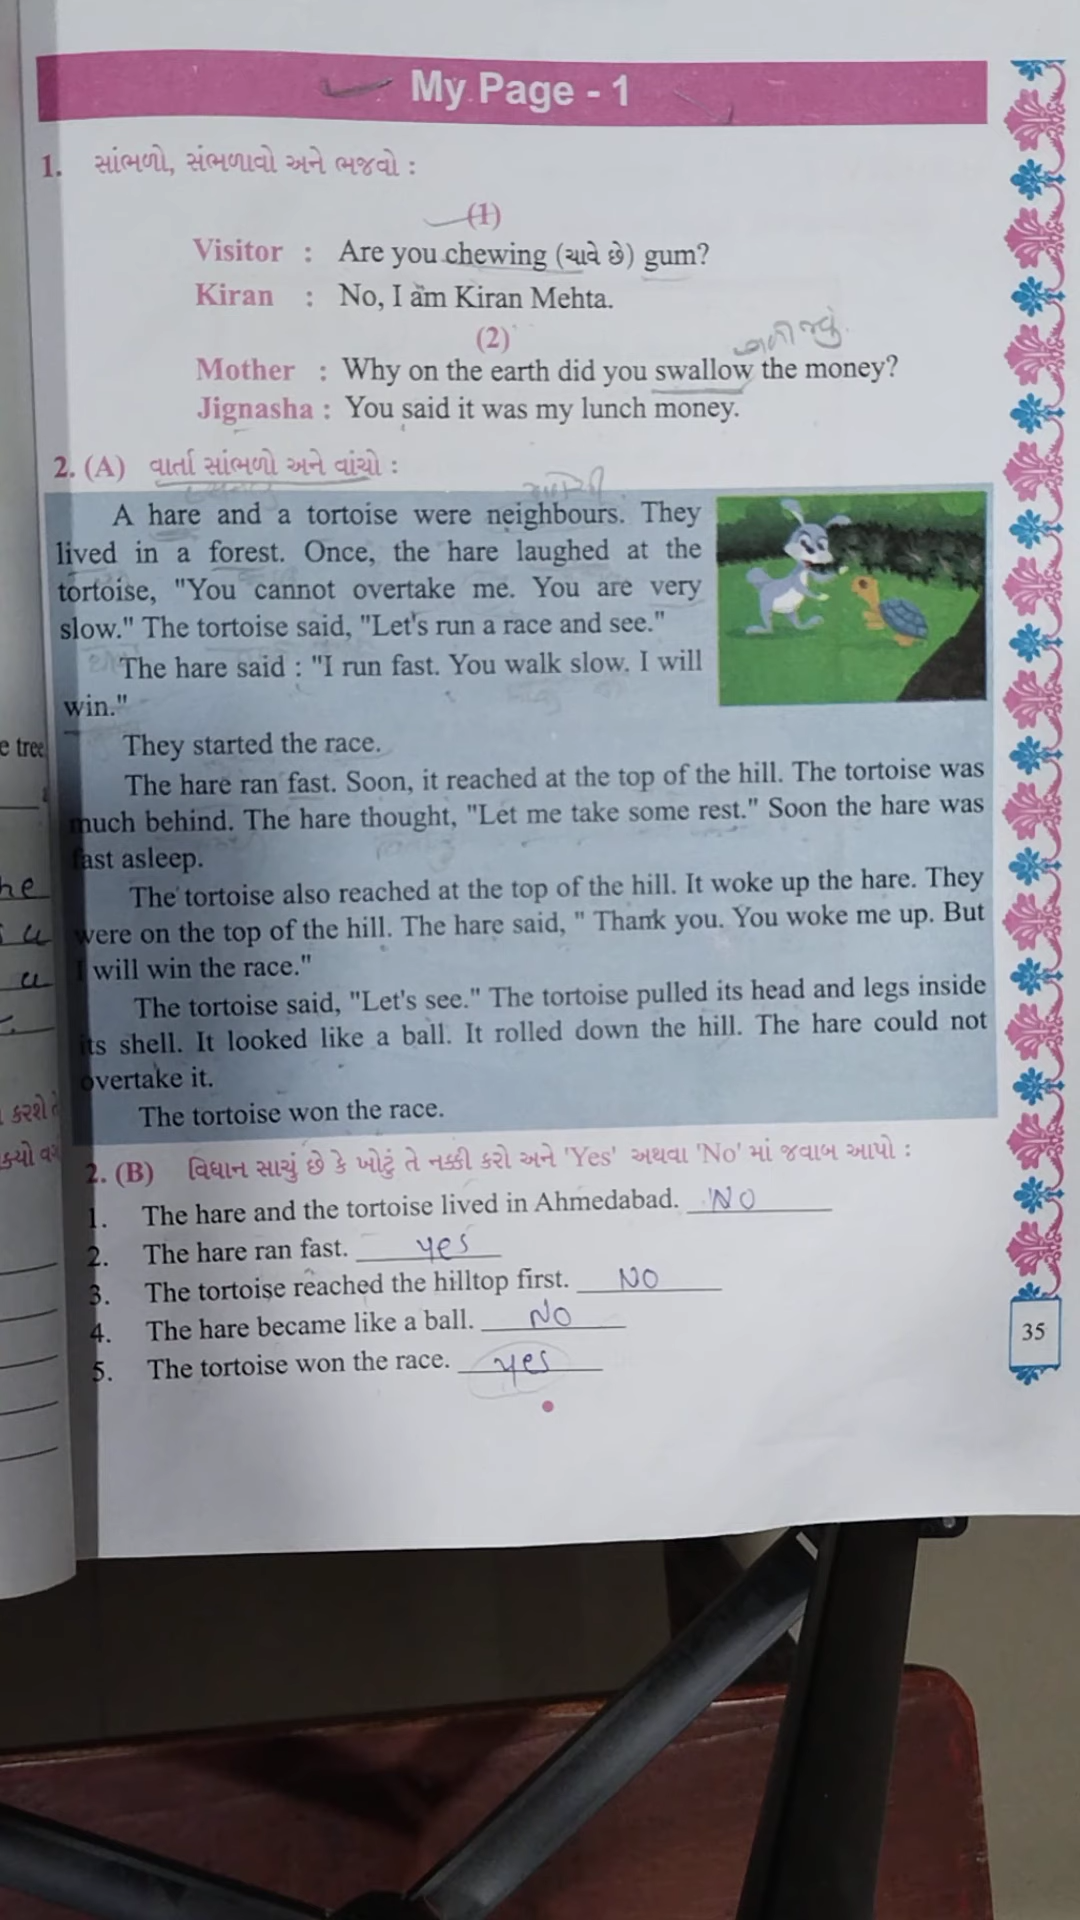 My Page - 1
1. સાંભળો, સંભળાવો અને ભજવો :
(1)
Visitor : Are you chewing (ચાવે છે) gum?
Kiran : No, I am Kiran Mehta.
(2)
Mother : Why on the earth did you swallow the money?
Jignasha : You said it was my lunch money.
2. (A) વાર્તા સાંભળો અને વાંચો :
A hare and a tortoise were neighbours. They
lived in a forest. Once, the hare laughed at the
tortoise, "You cannot overtake me. You are very
slow." The tortoise said, "Let's run a race and see."
The hare said : "I run fast. You walk slow. I will
win."
e tree
They started the race.
The hare ran fast. Soon, it reached at the top of the hill. The tortoise was
much behind. The hare thought, "Let me take some rest." Soon the hare was
fast asleep.
he
The tortoise also reached at the top of the hill. It woke up the hare. They
were on the top of the hill. The hare said, " Thank you. You woke me up. But
I will win the race."
The tortoise said, "Let's see." The tortoise pulled its head and legs inside
its shell. It looked like a ball. It rolled down the hill. The hare could not
overtake it.
The tortoise won the race.
2. (B) વિધાન સાચું છે કે ખોટું તે નક્કી કરો અને 'Yes' અથવા 'No' માં જવાબ આપો :
1. The hare and the tortoise lived in Ahmedabad. NO
2. The hare ran fast. yes
3. The tortoise reached the hilltop first. NO
4. The hare became like a ball. NO
5. The tortoise won the race. yes
35